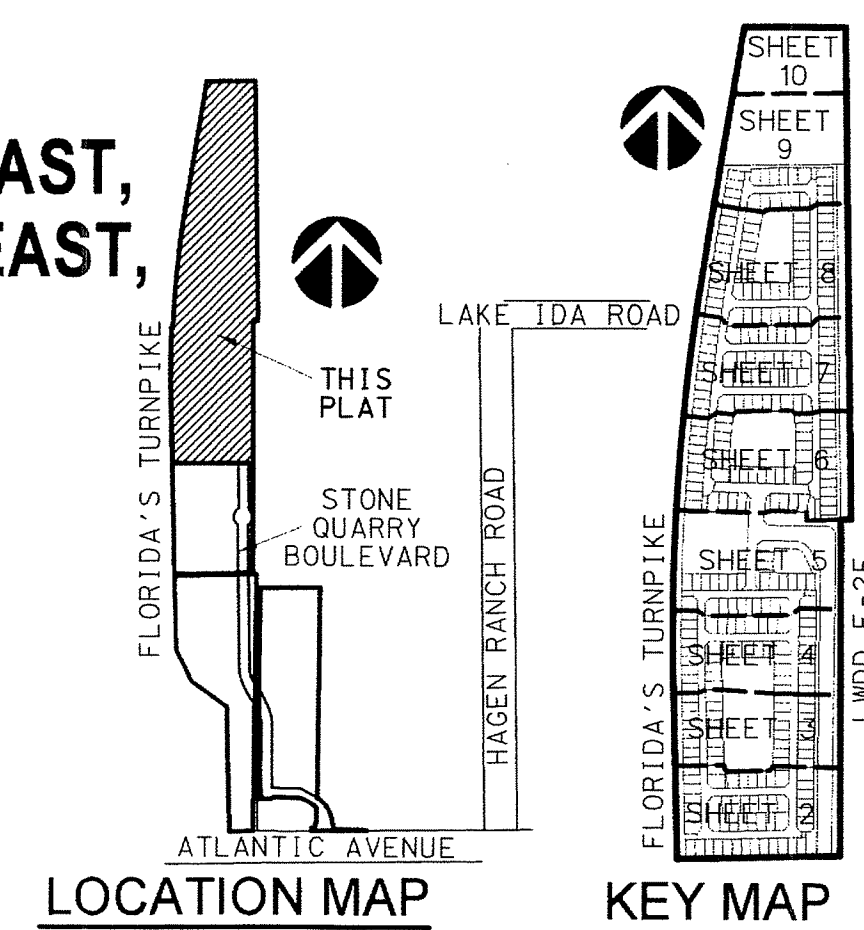 AST,
EAST,
FLORIDA'S TURNPIKE
THIS
PLAT
STONE
QUARRY
BOULEVARD
LAKE IDA ROAD
HAGEN RANCH ROAD
ATLANTIC AVENUE
LOCATION MAP
SHEET
10
SHEET
9
SHEET 8
SHEET 7
SHEET 6
SHEET 5
SHEET 4
SHEET 3
SHEET 2
FLORIDA'S TURNPIKE
KEY MAP